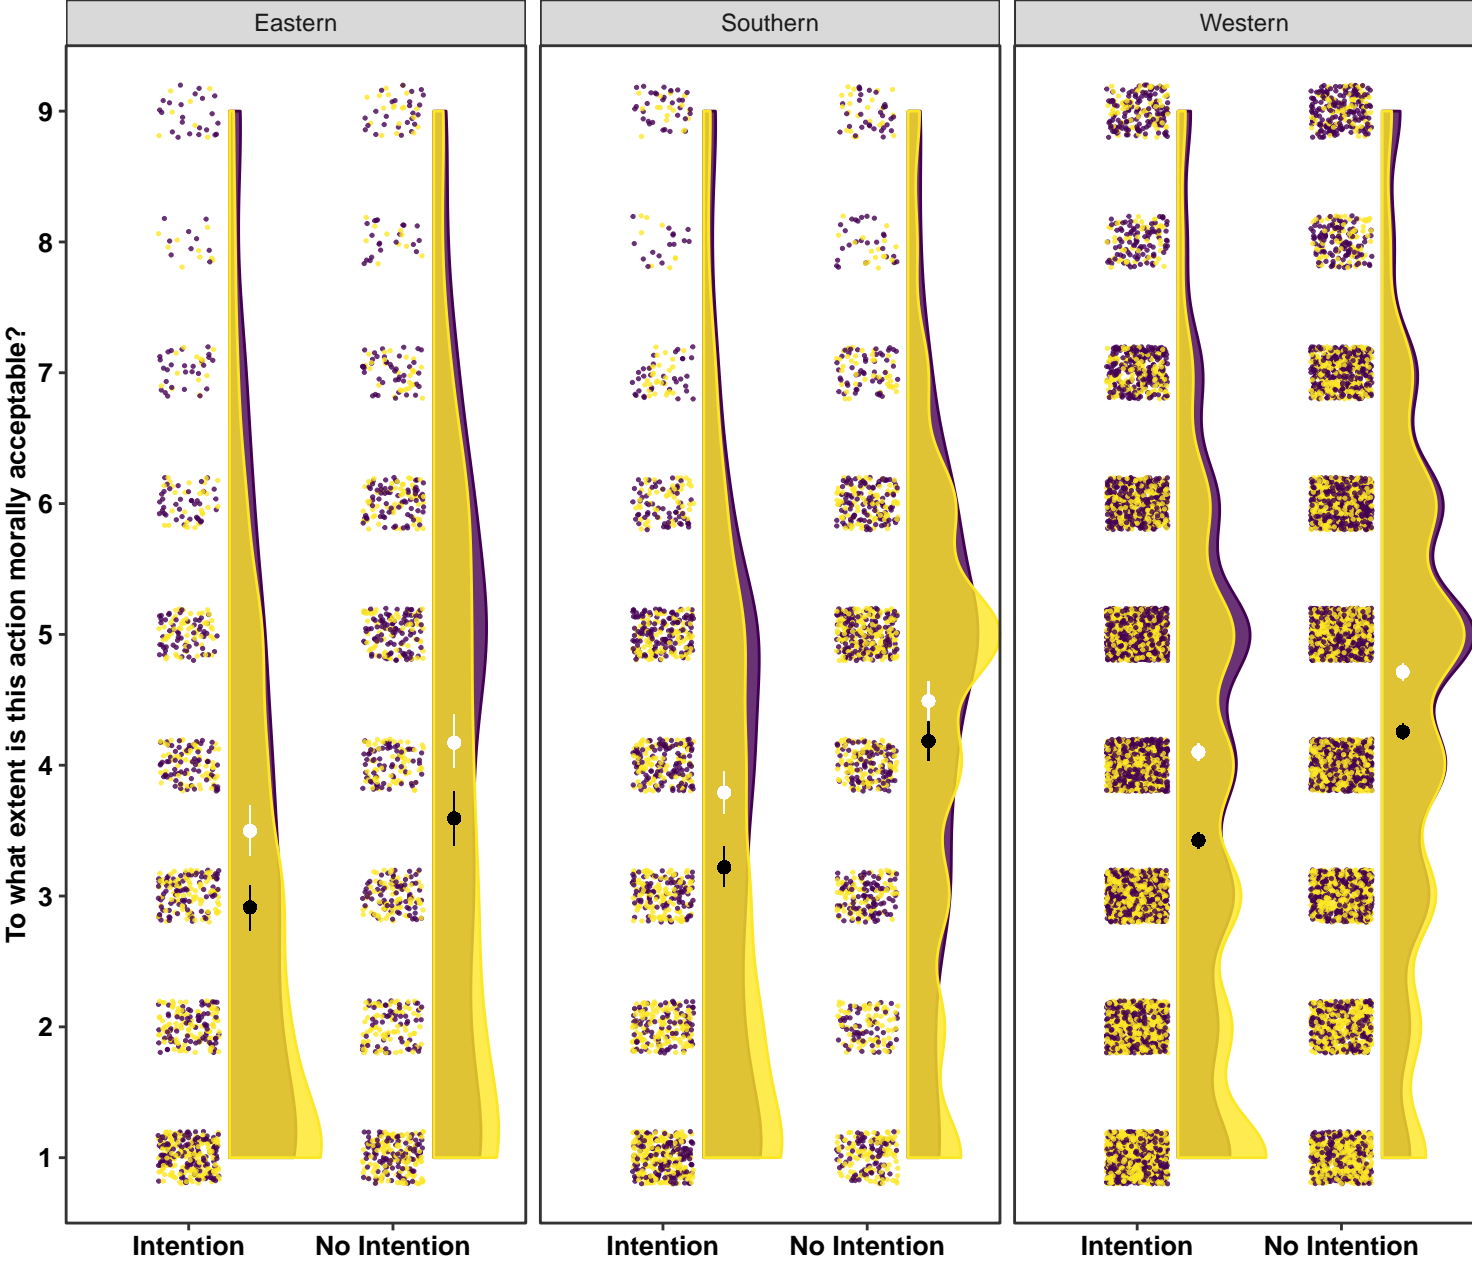 Eastern
Southern
Western
To what extent is this action morally acceptable?
9
8
7
6
5
4
3
2
1
Intention
No Intention
Intention
No Intention
Intention
No Intention